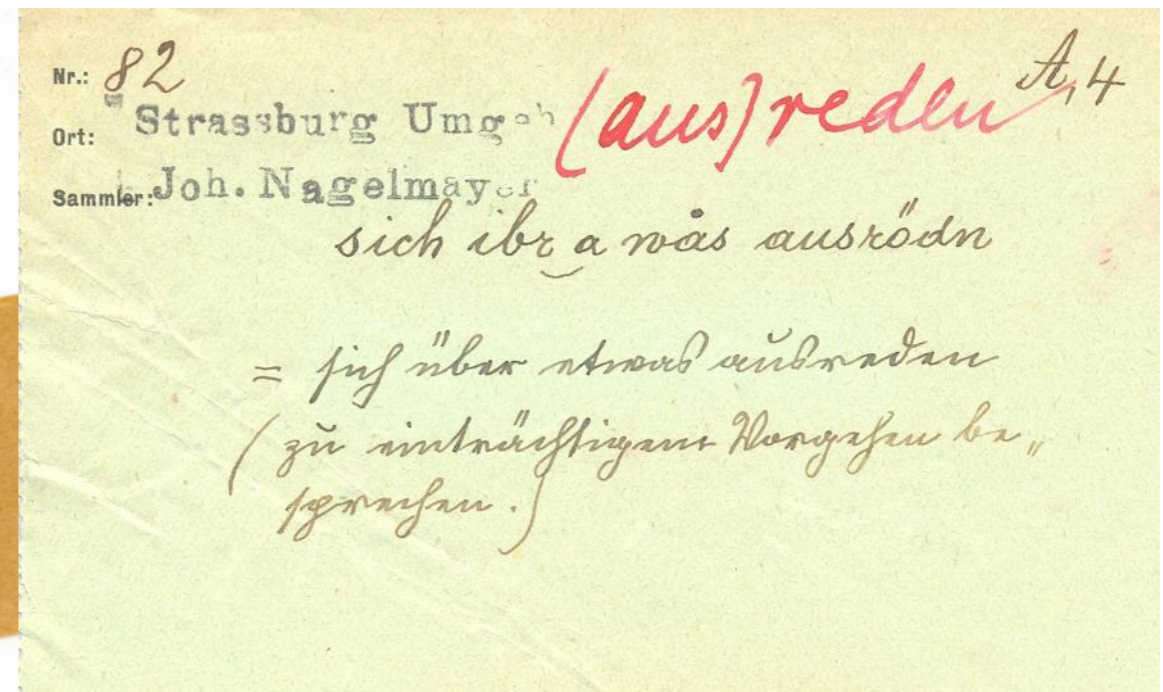 Nr.: 82
A, 4
Ort: Strassburg Umgeb
(aus)reden
Sammler: Joh. Nagelmayer
sich ibr‿a wås ausrödn
= sich über etwas ausreden
(zu einträchtigem Vorgehen be„
sprechen.)